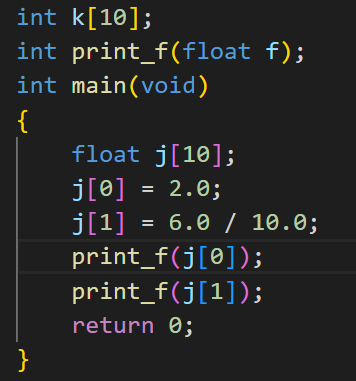 int k[10];
int print_f(float f);
int main(void)
{
    float j[10];
    j[0] = 2.0;
    j[1] = 6.0 / 10.0;
    print_f(j[0]);
    print_f(j[1]);
    return 0;
}